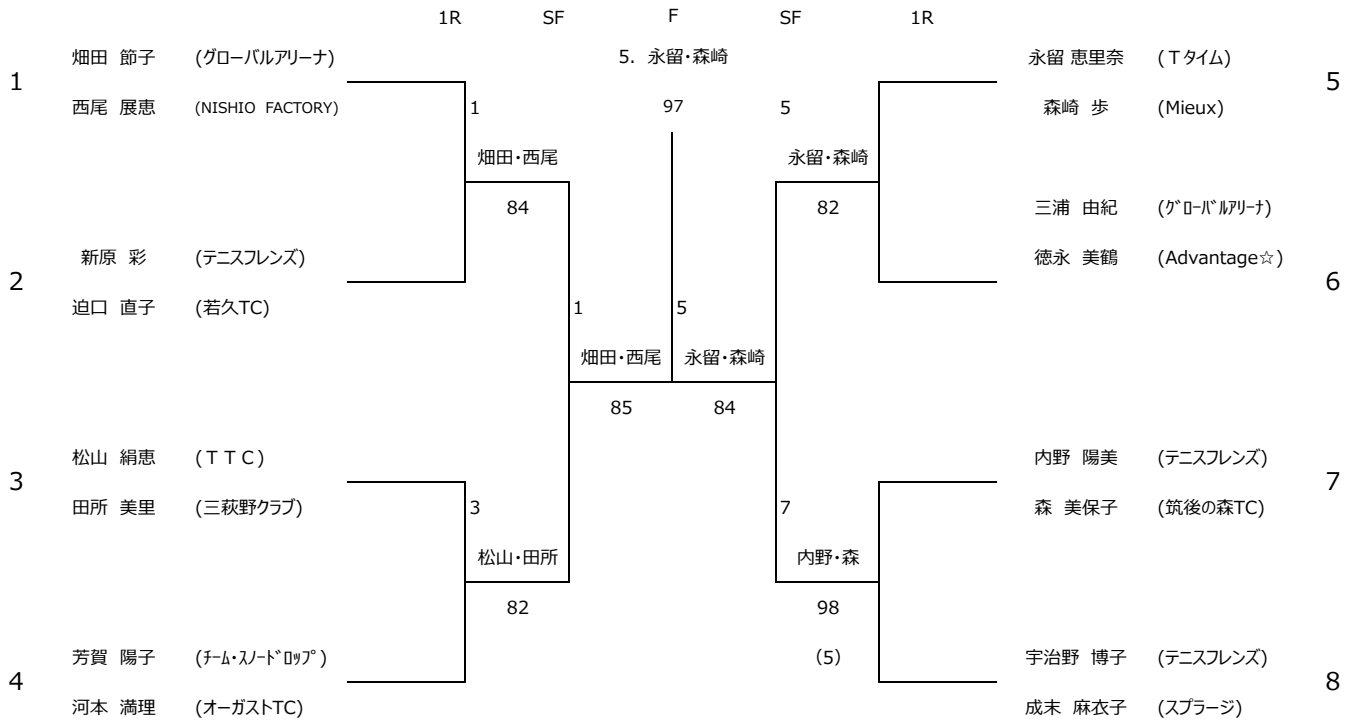 1R SF F SF 1R
畑田 節子 (グローバルアリーナ) 5. 永留・森崎 永留 恵里奈 (Tタイム)
1 5
西尾 展恵 (NISHIO FACTORY) 1 97 5 森崎 歩 (Mieux)
畑田・西尾 永留・森崎
84 82 三浦 由紀 (グローバルアリーナ)
新原 彩 (テニスフレンズ) 徳永 美鶴 (Advantage☆)
2 6
迫口 直子 (若久TC) 1 5
畑田・西尾 永留・森崎
85 84
松山 絹恵 (TTC) 内野 陽美 (テニスフレンズ)
3 7
田所 美里 (三萩野クラブ) 3 7 森 美保子 (筑後の森TC)
松山・田所 内野・森
82 98
芳賀 陽子 (チーム・スノードロップ) (5) 宇治野 博子 (テニスフレンズ)
4 8
河本 満理 (オーガストTC) 成末 麻衣子 (スプラージ)